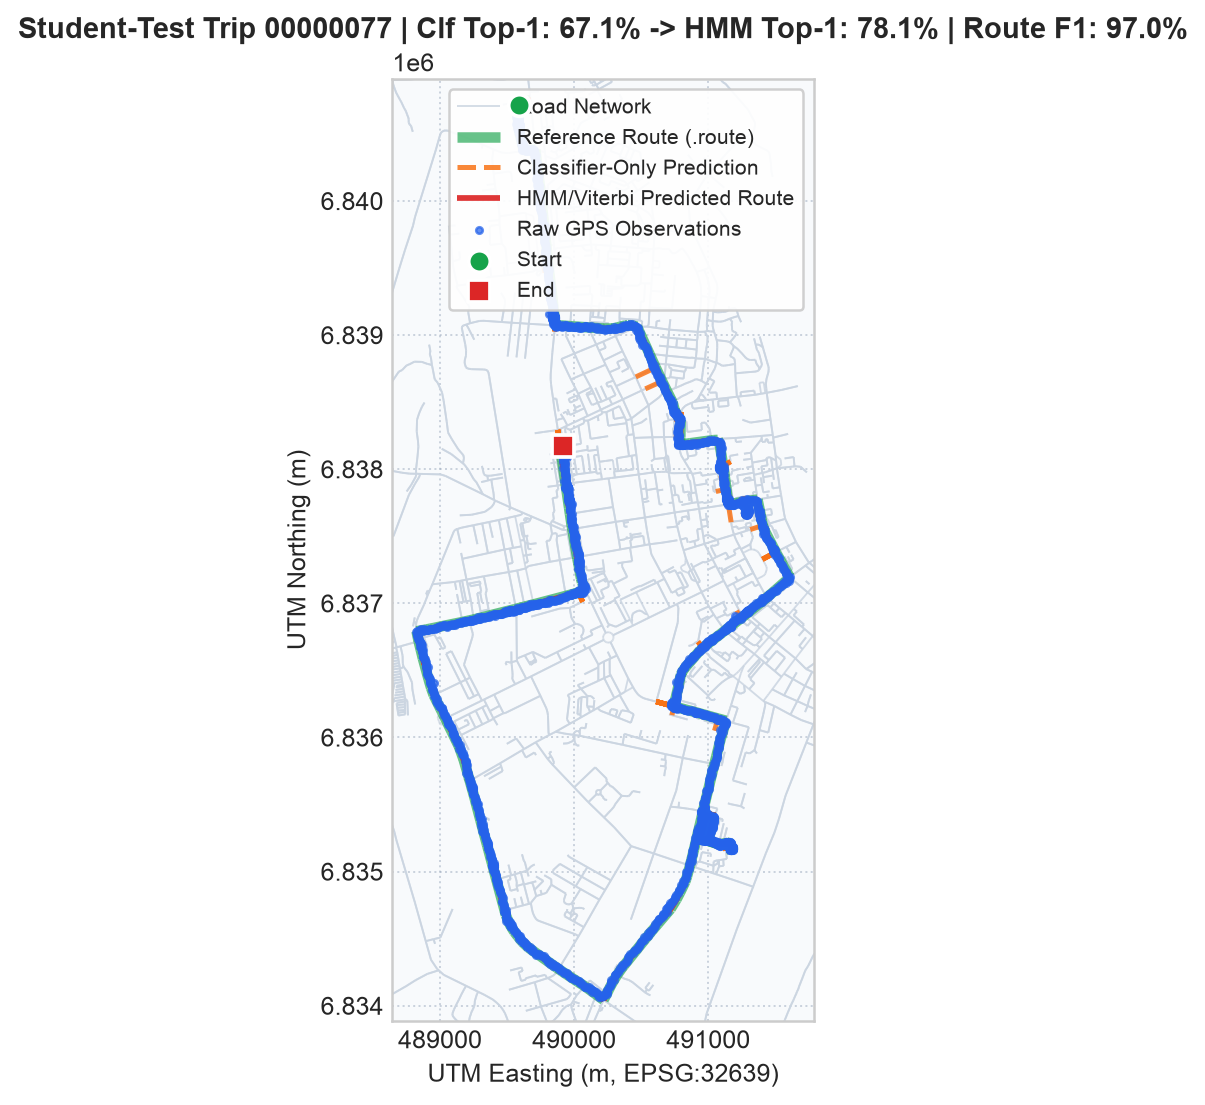 Student-Test Trip 00000077 | Clf Top-1: 67.1% -> HMM Top-1: 78.1% | Route F1: 97.0%
1e6
oad Network
Reference Route (.route)
Classifier-Only Prediction
HMM/Viterbi Predicted Route
Raw GPS Observations
Start
End
6.840
6.839
6.838
6.837
6.836
6.835
6.834
UTM Northing (m)
489000 490000 491000
UTM Easting (m, EPSG:32639)